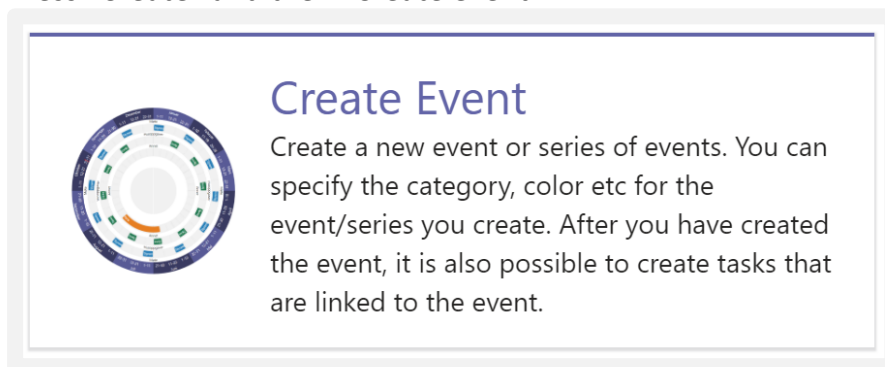 Create Event
Create a new event or series of events. You can
specify the category, color etc for the
event/series you create. After you have created
the event, it is also possible to create tasks that
are linked to the event.